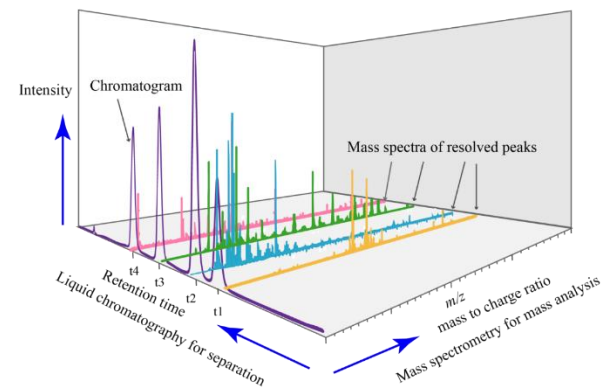 Intensity
Chromatogram
Mass spectra of resolved peaks
t4
t3
t2
t1
Retention time
Liquid chromatography for separation
m/z
mass to charge ratio
Mass spectrometry for mass analysis